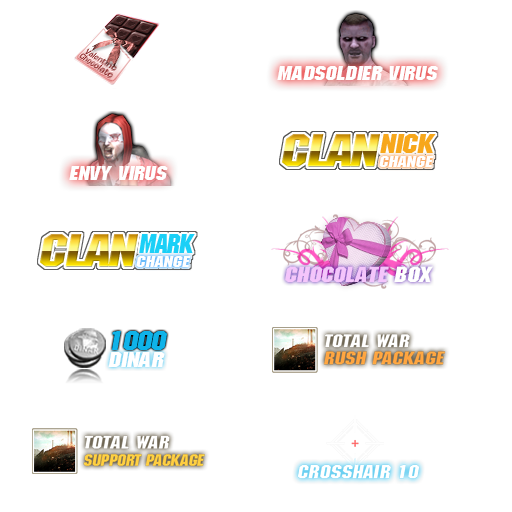 Valentine
Chocolate
MADSOLDIER VIRUS
ENVY VIRUS
CLAN NICK
CHANGE
CLAN MARK
CHANGE
CHOCOLATE BOX
1000
DINAR
TOTAL WAR
RUSH PACKAGE
TOTAL WAR
SUPPORT PACKAGE
CROSSHAIR 10